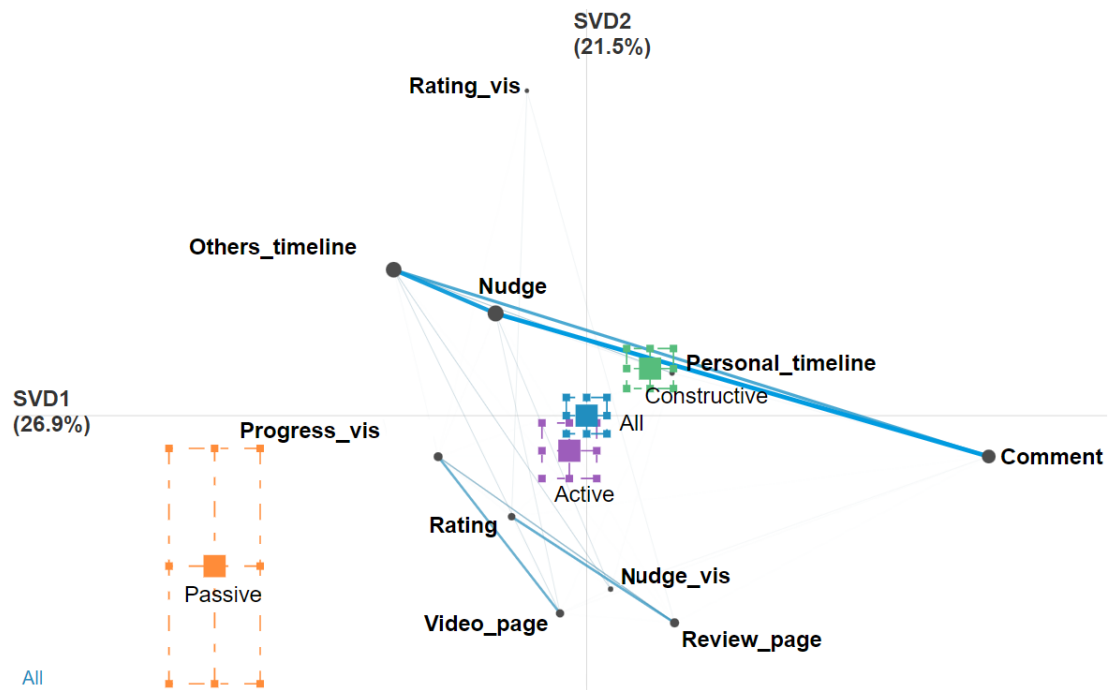 SVD2
(21.5%)
Rating_vis
Others_timeline
Nudge
Personal_timeline
SVD1
(26.9%)
Constructive
All
Progress_vis
Comment
Active
Rating
Nudge_vis
Passive
Video_page
Review_page
All